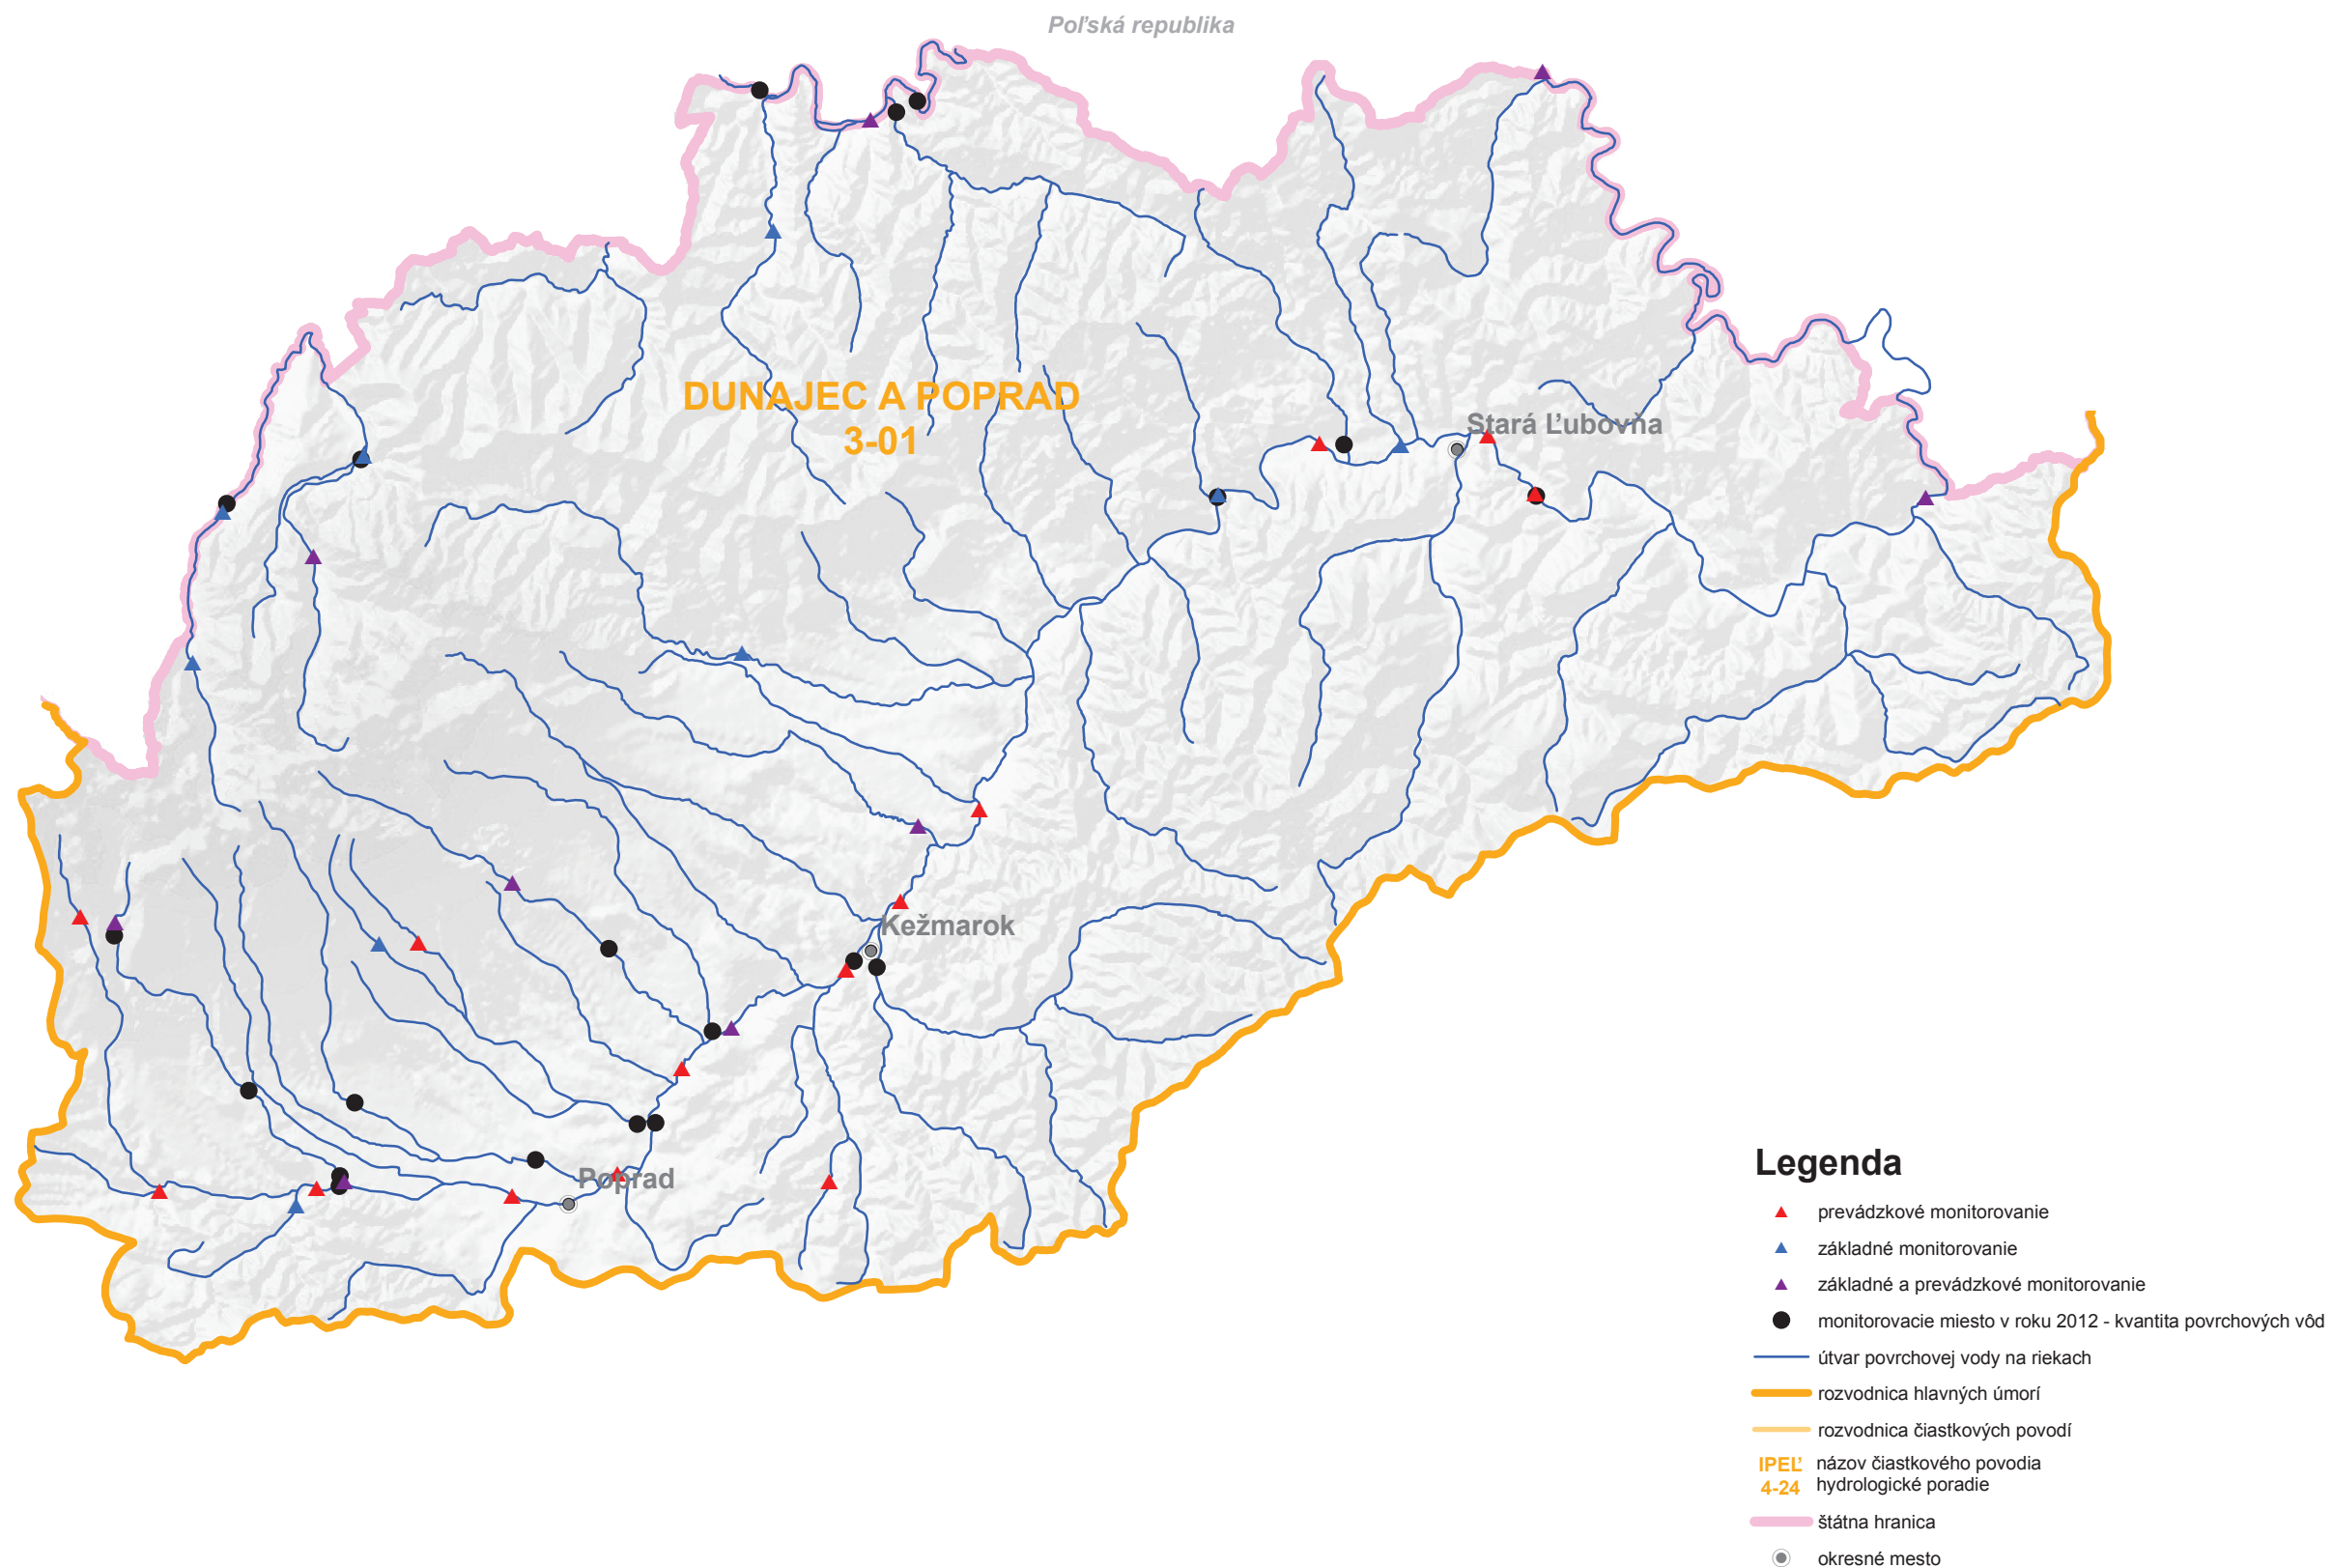 Poľská republika
DUNAJEC A POPRAD
3-01
Stará Ľubovňa
Kežmarok
Poprad
Legenda
prevádzkové monitorovanie
základné monitorovanie
základné a prevádzkové monitorovanie
monitorovacie miesto v roku 2012 - kvantita povrchových vôd
útvar povrchovej vody na riekach
rozvodnica hlavných úmorí
rozvodnica čiastkových povodí
IPEĽ názov čiastkového povodia
4-24 hydrologické poradie
štátna hranica
okresné mesto